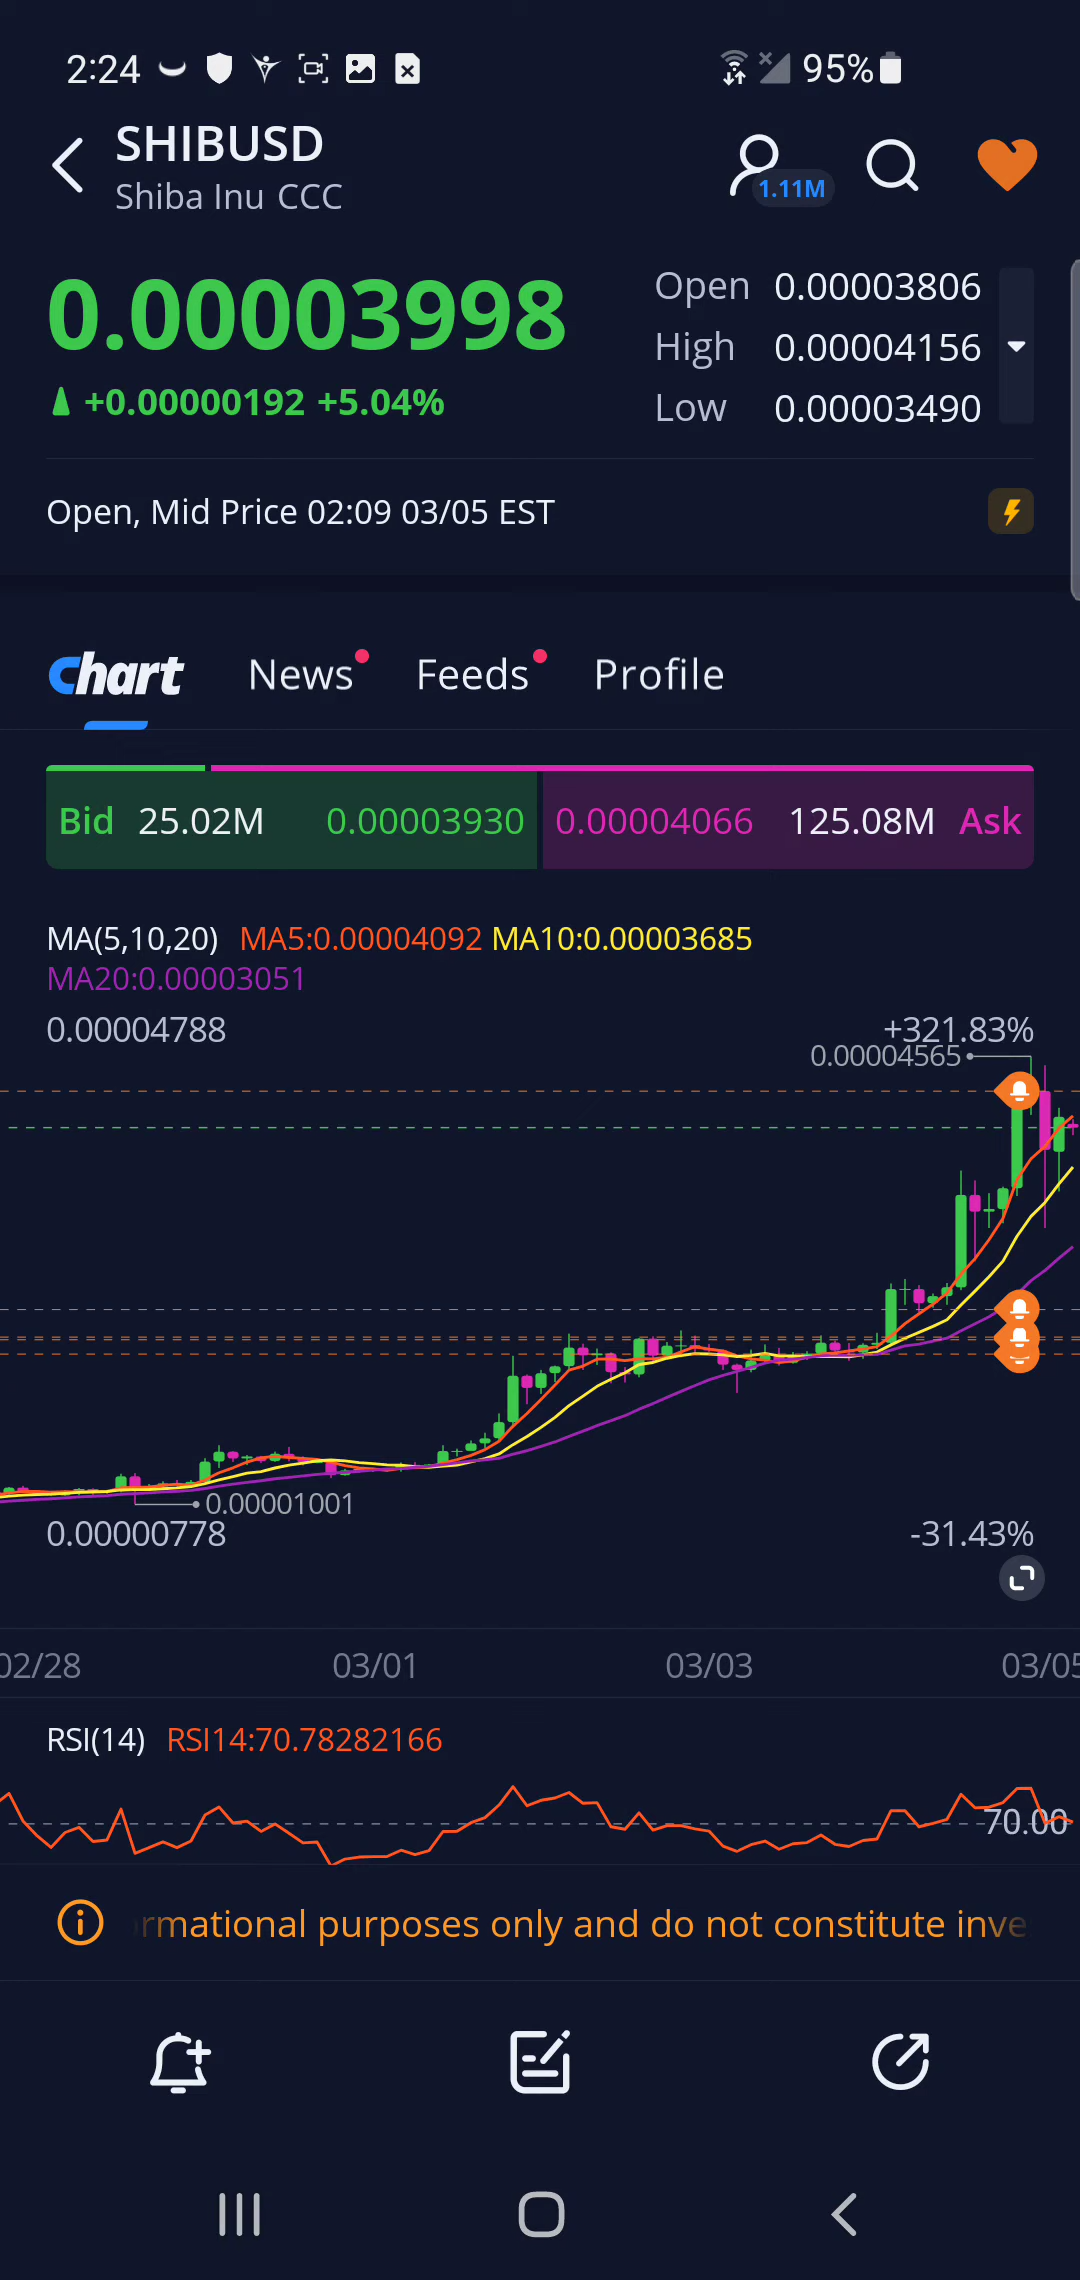 2:24 95%
SHIBUSD
Shiba Inu CCC
1.11M
0.00003998
+0.00000192 +5.04%
Open 0.00003806
High 0.00004156
Low 0.00003490
Open, Mid Price 02:09 03/05 EST
Chart News Feeds Profile
Bid 25.02M 0.00003930 0.00004066 125.08M Ask
MA(5,10,20) MA5:0.00004092 MA10:0.00003685
MA20:0.00003051
0.00004788 +321.83%
0.00004565
0.00001001
0.00000778 -31.43%
02/28 03/01 03/03 03/05
RSI(14) RSI14:70.78282166
70.00
rmational purposes only and do not constitute inve